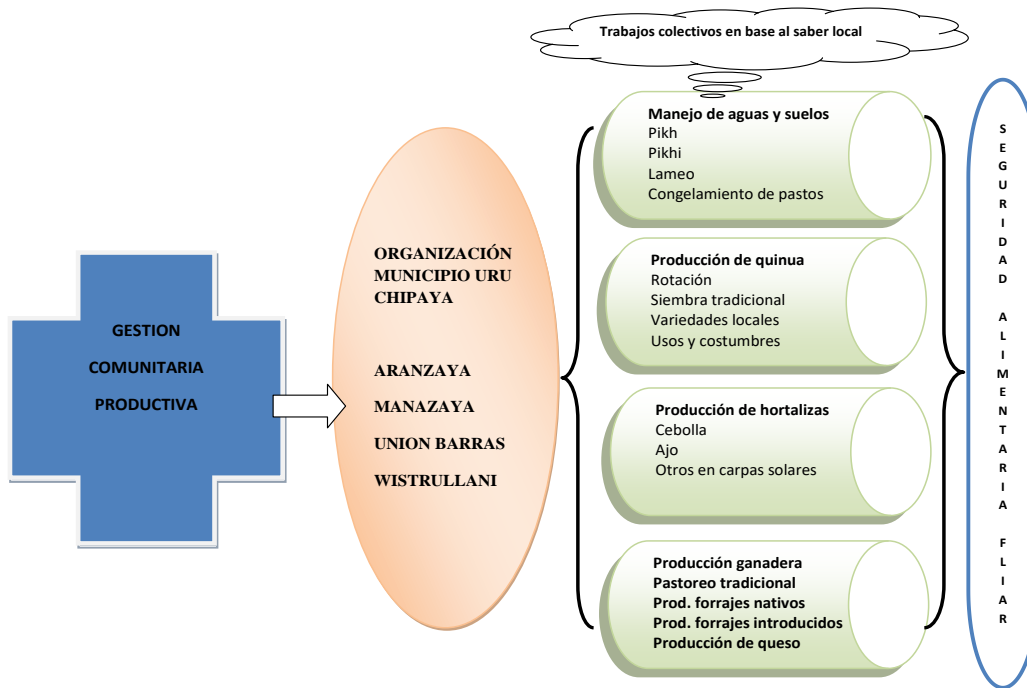 Trabajos colectivos en base al saber local
GESTION
COMUNITARIA
PRODUCTIVA
ORGANIZACIÓN
MUNICIPIO URU
CHIPAYA
ARANZAYA
MANAZAYA
UNION BARRAS
WISTRULLANI
Manejo de aguas y suelos
Pikh
Pikhi
Lameo
Congelamiento de pastos
Producción de quinua
Rotación
Siembra tradicional
Variedades locales
Usos y costumbres
Producción de hortalizas
Cebolla
Ajo
Otros en carpas solares
Producción ganadera
Pastoreo tradicional
Prod. forrajes nativos
Prod. forrajes introducidos
Producción de queso
SEGURIDAD ALIMENTARIA FLIAR